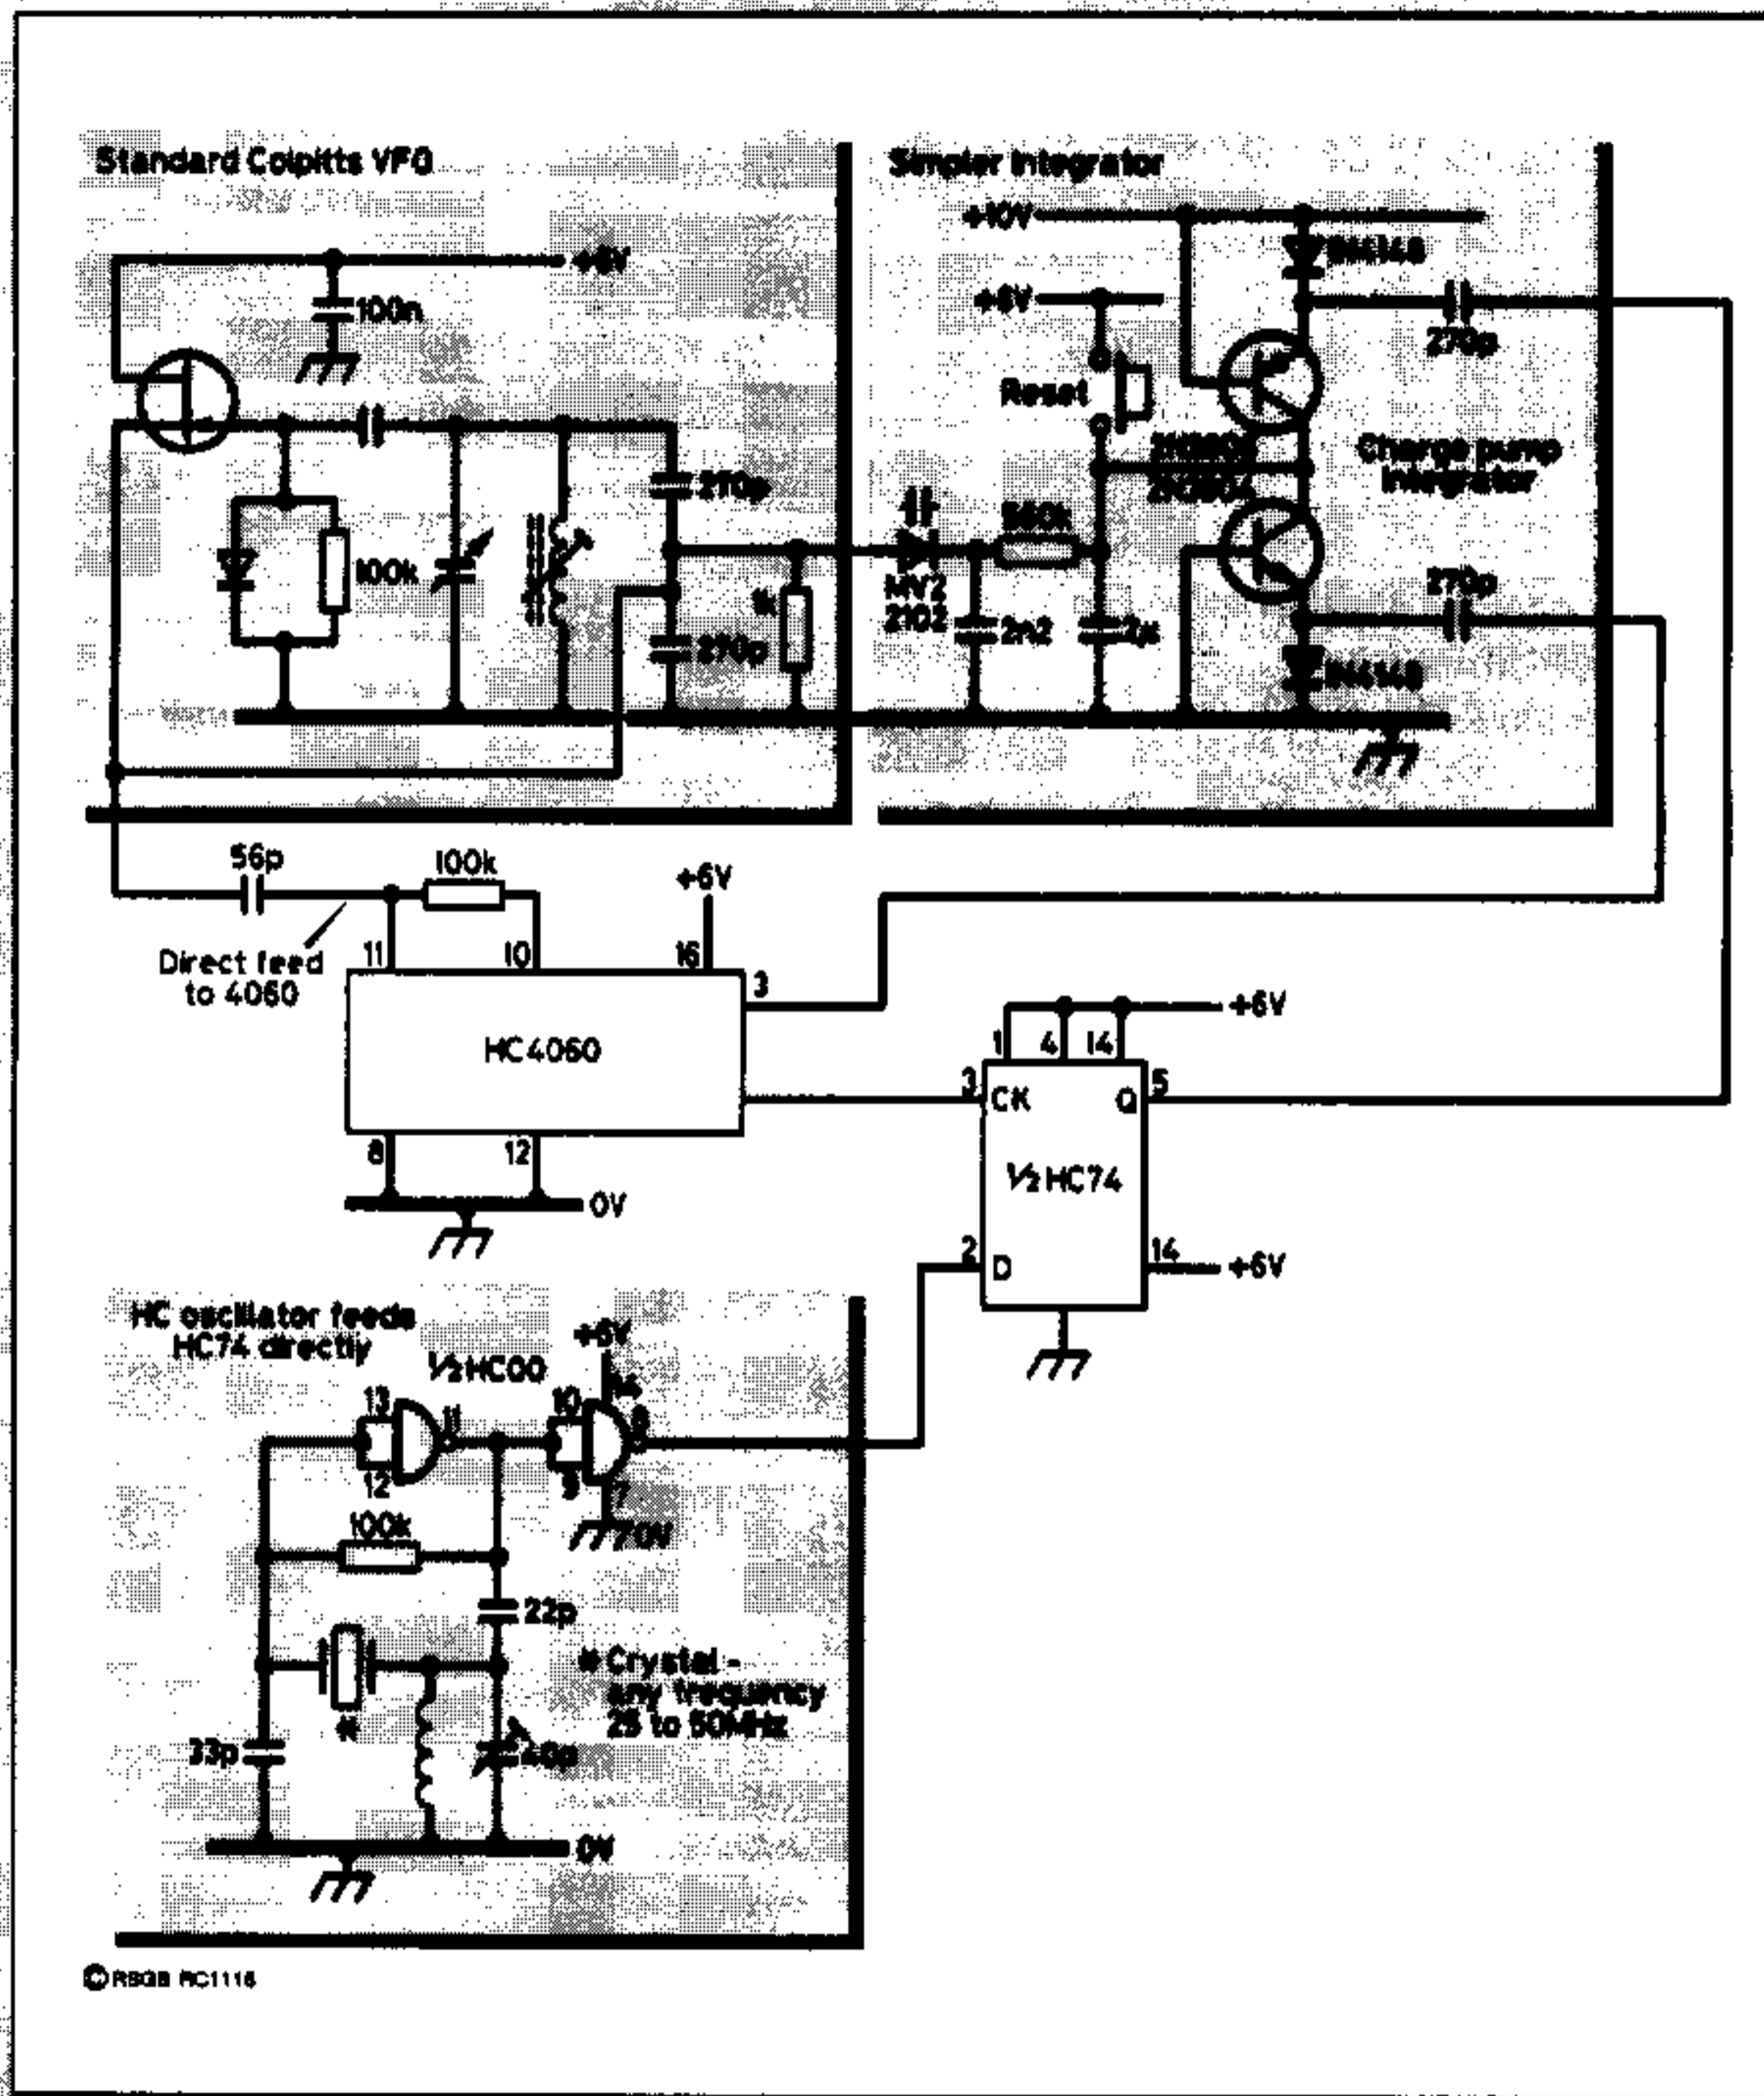 Standard Colpitts VFO
100n
100k
270p
270p
1k
Simpler Integrator
+10V
1N4148
+6V
270p
Reset
Charge pump
Integrator
MV2
2102
2n2
270p
1N4148
56p
100k
+6V
11
10
16
3
Direct feed
to 4060
HC4060
8
12
0V
+6V
1
4
14
3
CK
Q
5
½HC74
2
D
14
+6V
HC oscillator feeds
HC74 directly
½HC00
+6V
13
11
10
12
9
7
0V
100k
22p
33p
*
* Crystal -
any frequency
25 to 50MHz
0V
© RSGB RC1116